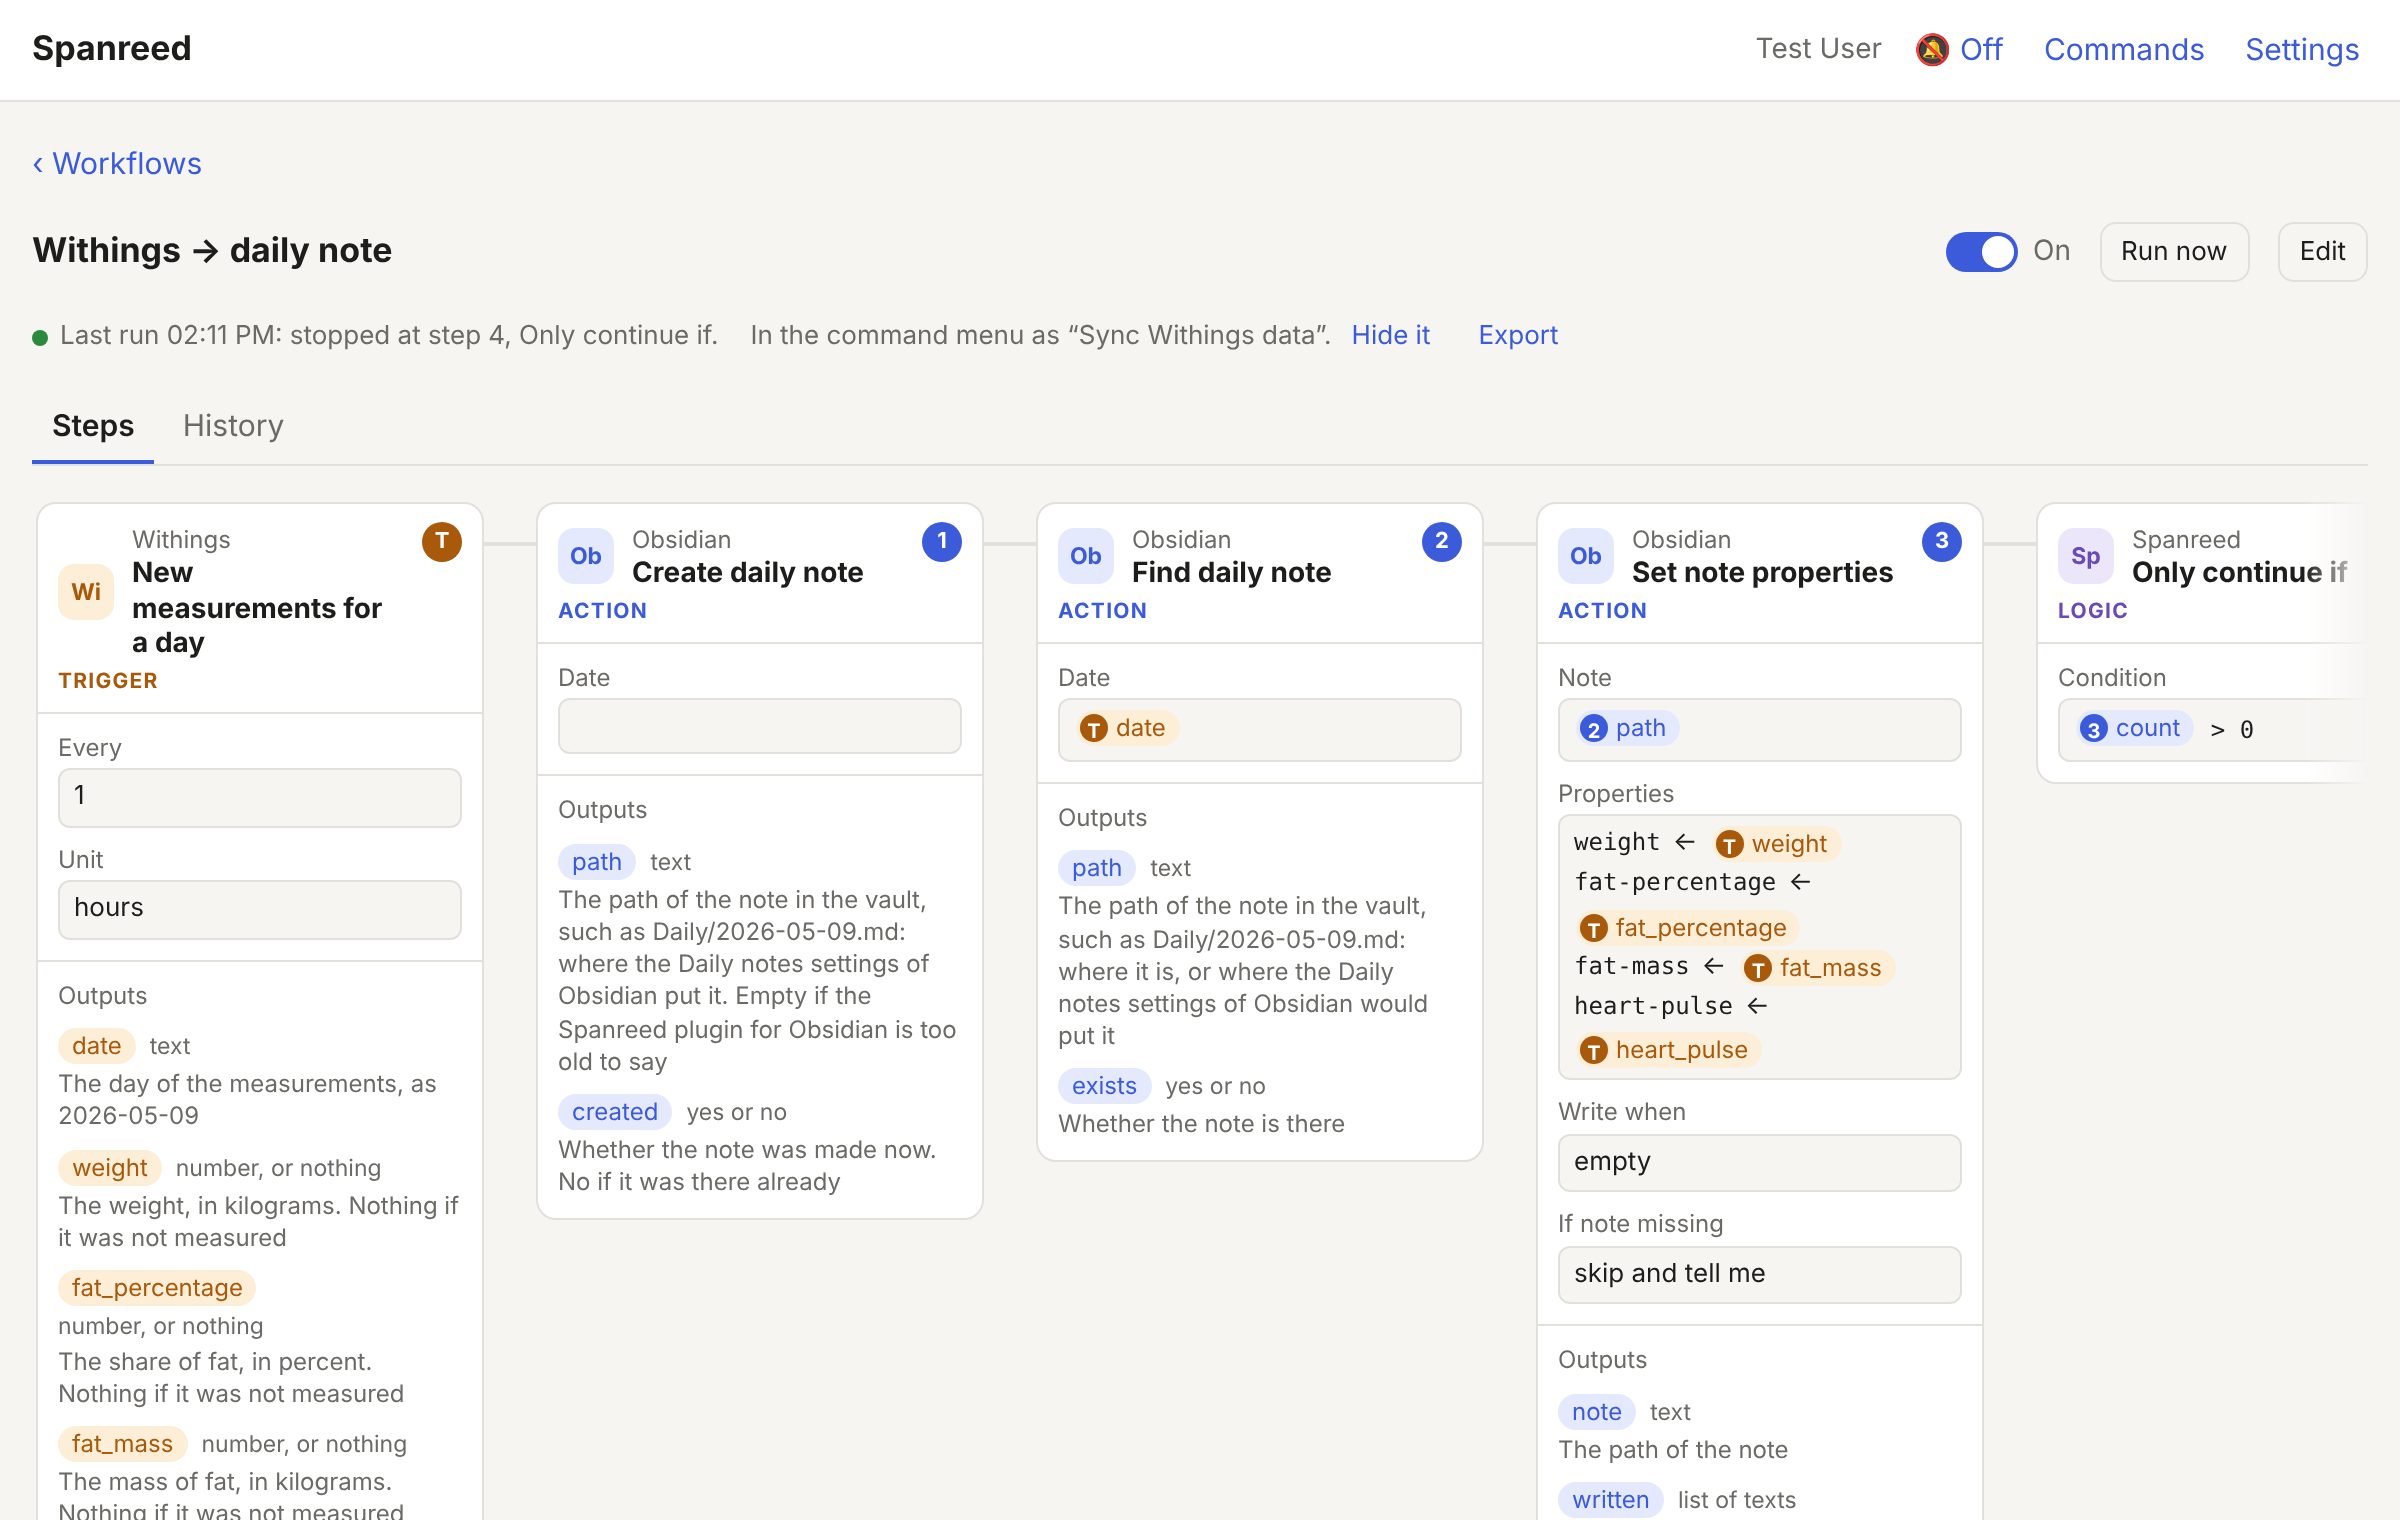 Spanreed
Test User
Off
Commands
Settings
‹ Workflows
Withings → daily note
On
Run now
Edit
Last run 02:11 PM: stopped at step 4, Only continue if.
In the command menu as “Sync Withings data”.
Hide it
Export
Steps
History
Wi
Withings
New
measurements for
a day
T
TRIGGER
Every
1
Unit
hours
Outputs
date text
The day of the measurements, as
2026-05-09
weight number, or nothing
The weight, in kilograms. Nothing if
it was not measured
fat_percentage
number, or nothing
The share of fat, in percent.
Nothing if it was not measured
fat_mass number, or nothing
The mass of fat, in kilograms.
Nothing if it was not measured
Ob
Obsidian
Create daily note
1
ACTION
Date
Outputs
path text
The path of the note in the vault,
such as Daily/2026-05-09.md:
where the Daily notes settings of
Obsidian put it. Empty if the
Spanreed plugin for Obsidian is too
old to say
created yes or no
Whether the note was made now.
No if it was there already
Ob
Obsidian
Find daily note
2
ACTION
Date
T date
Outputs
path text
The path of the note in the vault,
such as Daily/2026-05-09.md:
where it is, or where the Daily
notes settings of Obsidian would
put it
exists yes or no
Whether the note is there
Ob
Obsidian
Set note properties
3
ACTION
Note
2 path
Properties
weight ← T weight
fat-percentage ←
T fat_percentage
fat-mass ← T fat_mass
heart-pulse ←
T heart_pulse
Write when
empty
If note missing
skip and tell me
Outputs
note text
The path of the note
written list of texts
Sp
Spanreed
Only continue if
LOGIC
Condition
3 count > 0